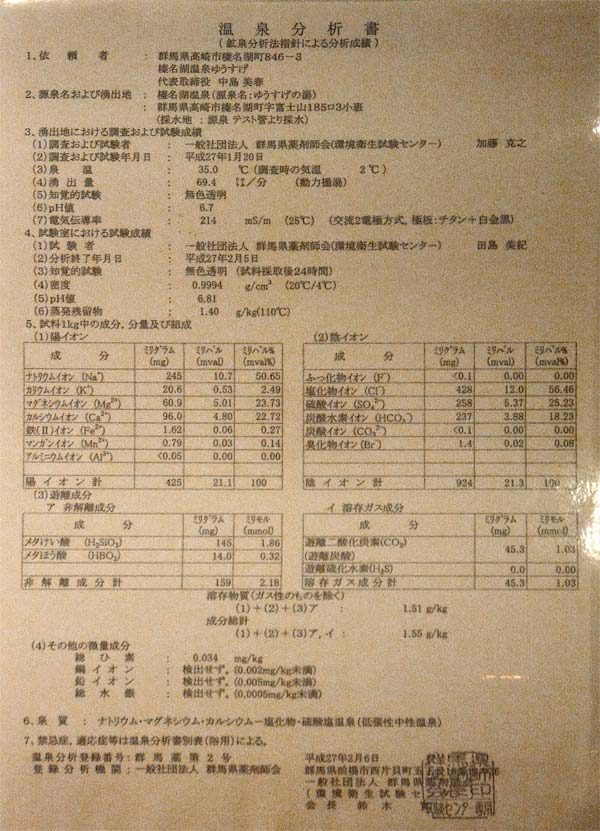 温泉分析書
(鉱泉分析法指針による分析成績)
1、依頼者 : 群馬県高崎市榛名湖町846−3
榛名湖温泉ゆうすげ
代表取締役 中島 美春
2、源泉名および湧出地 : 榛名湖温泉(源泉名:ゆうすげの湯)
: 群馬県高崎市榛名湖町字富士山185ロ3小班
(採水地 : 源泉 テスト管より採水)
3、湧出地における調査および試験成績
(1)調査および試験者 : 一般社団法人 群馬県薬剤師会(環境衛生試験センター) 加藤 克之
(2)調査および試験年月日 : 平成27年1月20日
(3)泉温 : 35.0 ℃ (調査時の気温 2℃)
(4)湧出量 : 69.4 ㍑/分 (動力揚湯)
(5)知覚的試験 : 無色透明
(6)pH値 : 6.7
(7)電気伝導率 : 214 mS/m (25℃) (交流2電極方式, 極板:チタン+白金黒)
4、試験室における試験成績
(1)試験者 : 一般社団法人 群馬県薬剤師会(環境衛生試験センター) 田島 美紀
(2)分析終了年月日 : 平成27年2月5日
(3)知覚的試験 : 無色透明 (試料採取後24時間)
(4)密度 : 0.9994 g/cm³ (20℃/4℃)
(5)pH値 : 6.81
(6)蒸発残留物 : 1.40 g/kg(110℃)
5、試料1kg中の成分, 分量及び組成
(1)陽イオン
成分 ミリグラム(mg) ミリバル(mval) ミリバル%(mval%)
ナトリウムイオン (Na⁺) 245 10.7 50.65
カリウムイオン (K⁺) 20.6 0.53 2.49
マグネシウムイオン (Mg²⁺) 60.9 5.01 23.73
カルシウムイオン (Ca²⁺) 96.0 4.80 22.72
鉄(Ⅱ)イオン (Fe²⁺) 1.62 0.06 0.27
マンガンイオン (Mn²⁺) 0.79 0.03 0.14
アルミニウムイオン (Al³⁺) <0.05 0.00 0.00
陽イオン計 425 21.1 100
(2)陰イオン
成分 ミリグラム(mg) ミリバル(mval) ミリバル%(mval%)
ふっ化物イオン (F⁻) <0.1 0.00 0.00
塩化物イオン (Cl⁻) 428 12.0 56.46
硫酸イオン (SO₄²⁻) 258 5.37 25.23
炭酸水素イオン (HCO₃⁻) 237 3.88 18.23
炭酸イオン (CO₃²⁻) <0.1 0.00 0.00
臭化物イオン (Br⁻) 1.4 0.02 0.08
陰イオン計 924 21.3 100
(3)遊離成分
ア 非解離成分
成分 ミリグラム(mg) ミリモル(mmol)
メタけい酸 (H₂SiO₃) 145 1.86
メタほう酸 (HBO₂) 14.0 0.32
非解離成分計 159 2.18
イ 溶存ガス成分
成分 ミリグラム(mg) ミリモル(mmol)
遊離二酸化炭素(CO₂) 45.3 1.03
(遊離炭酸)
遊離硫化水素(H₂S) 0.0 0.00
溶存ガス成分計 45.3 1.03
溶存物質(ガス性のものを除く)
(1)+(2)+(3)ア : 1.51 g/kg
成分総計
(1)+(2)+(3)ア, イ : 1.55 g/kg
(4)その他の微量成分
総ひ素 : 0.034 mg/kg
銅イオン : 検出せず。(0.002mg/kg未満)
鉛イオン : 検出せず。(0.005mg/kg未満)
総水銀 : 検出せず。(0.0005mg/kg未満)
6、泉質 : ナトリウム・マグネシウム・カルシウム−塩化物・硫酸塩温泉(低張性中性温泉)
7、禁忌症, 適応症等は温泉分析書別表(浴用)による。
温泉分析登録番号:群馬薬第2号
登録分析機関:一般社団法人 群馬県薬剤師会
平成27年2月6日
群馬県前橋市西片貝町五
一般社団法人 群馬県
(環境衛生試験セ
会長 鈴木